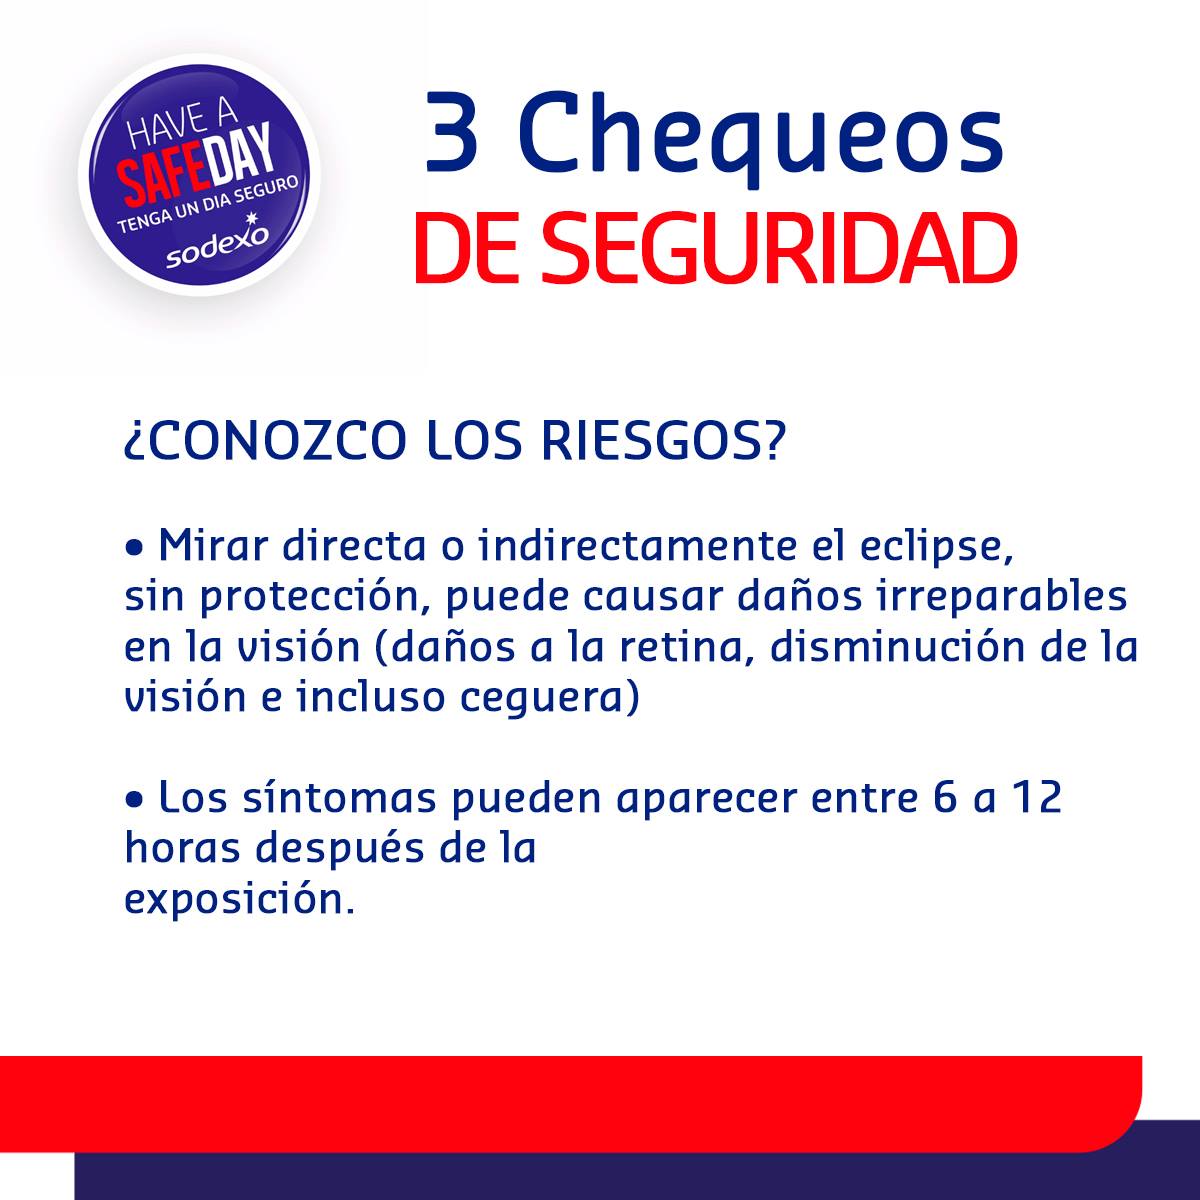 HAVE A
SAFEDAY
TENGA UN DIA SEGURO
sodexo
3 Chequeos
DE SEGURIDAD
¿CONOZCO LOS RIESGOS?
• Mirar directa o indirectamente el eclipse,
sin protección, puede causar daños irreparables
en la visión (daños a la retina, disminución de la
visión e incluso ceguera)
• Los síntomas pueden aparecer entre 6 a 12
horas después de la
exposición.